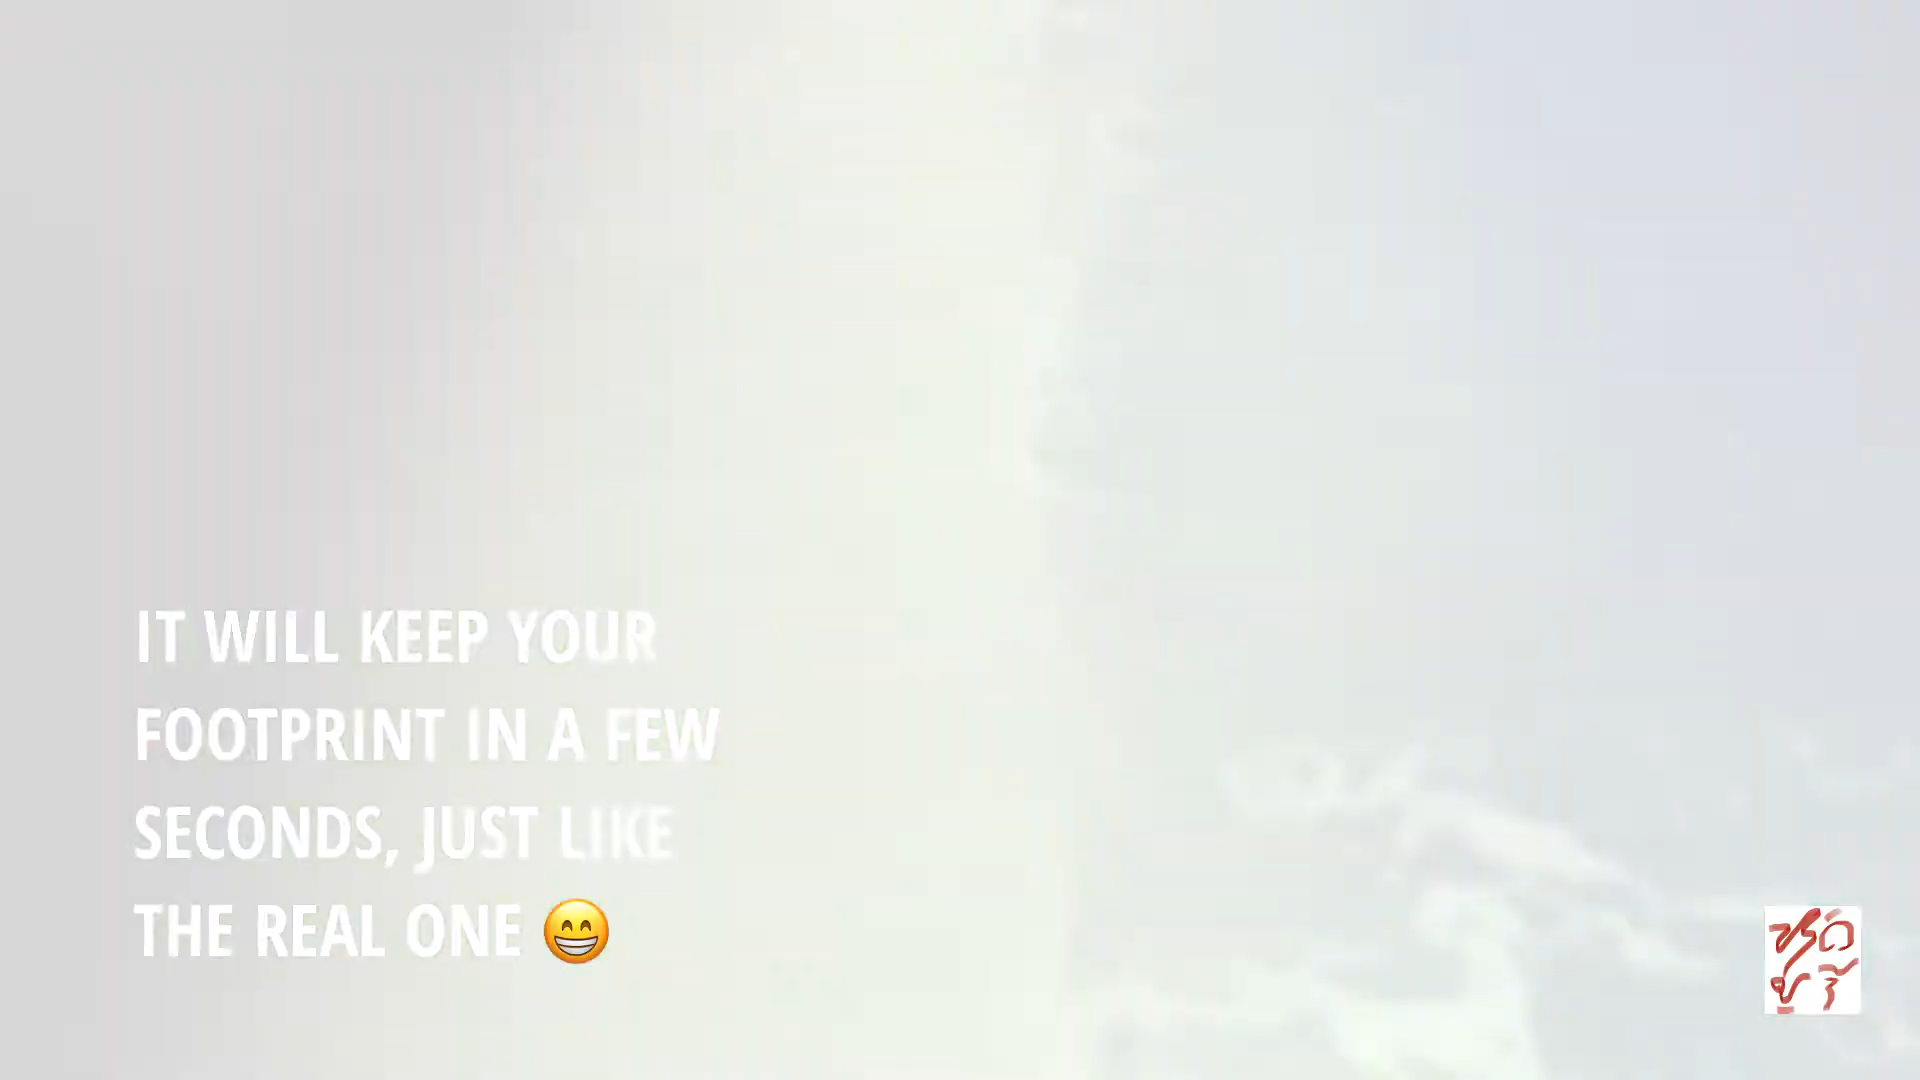 IT WILL KEEP YOUR
FOOTPRINT IN A FEW
SECONDS, JUST LIKE
THE REAL ONE 😁